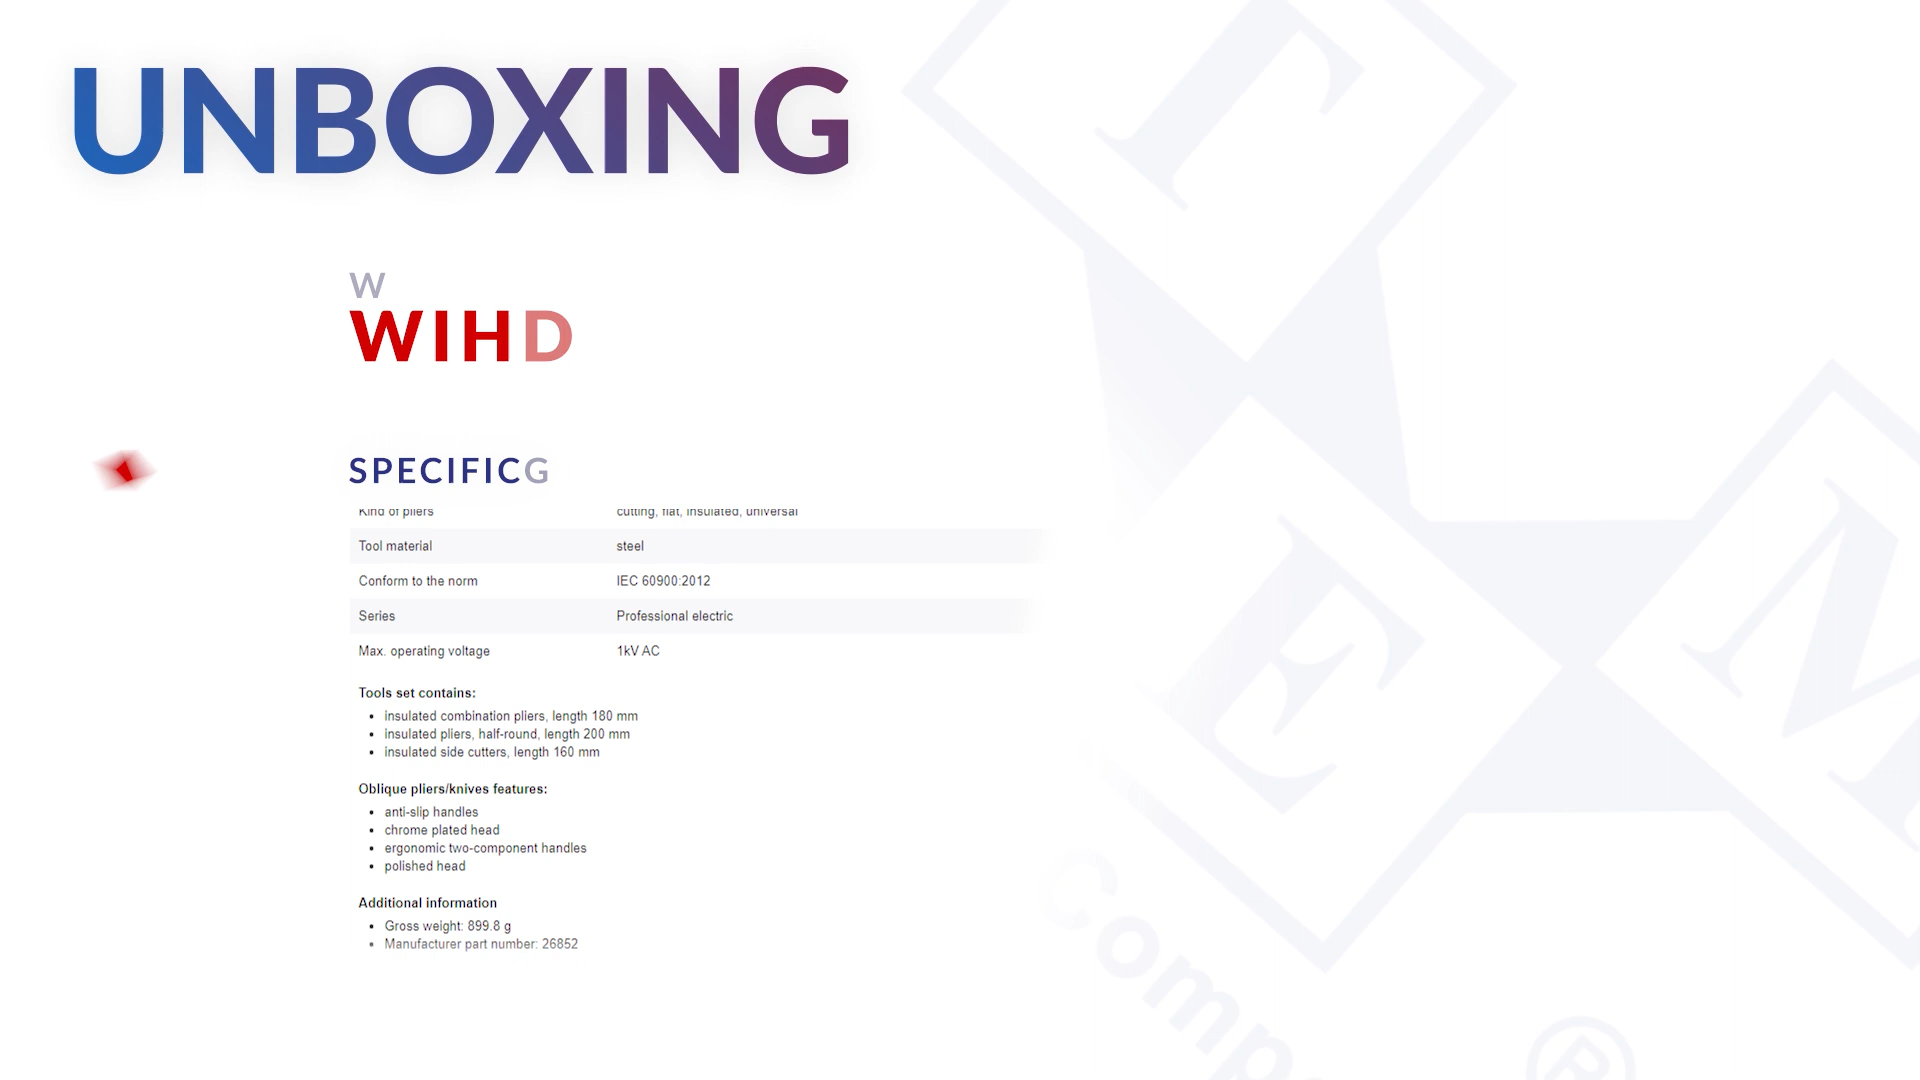 UNBOXING
W
WIHD
SPECIFICG
Kind of pliers cutting, flat, insulated, universal
Tool material steel
Conform to the norm IEC 60900:2012
Series Professional electric
Max. operating voltage 1kV AC
Tools set contains:
insulated combination pliers, length 180 mm
insulated pliers, half-round, length 200 mm
insulated side cutters, length 160 mm
Oblique pliers/knives features:
anti-slip handles
chrome plated head
ergonomic two-component handles
polished head
Additional information
Gross weight: 899.8 g
Manufacturer part number: 26852
T
E
M
Comp
®